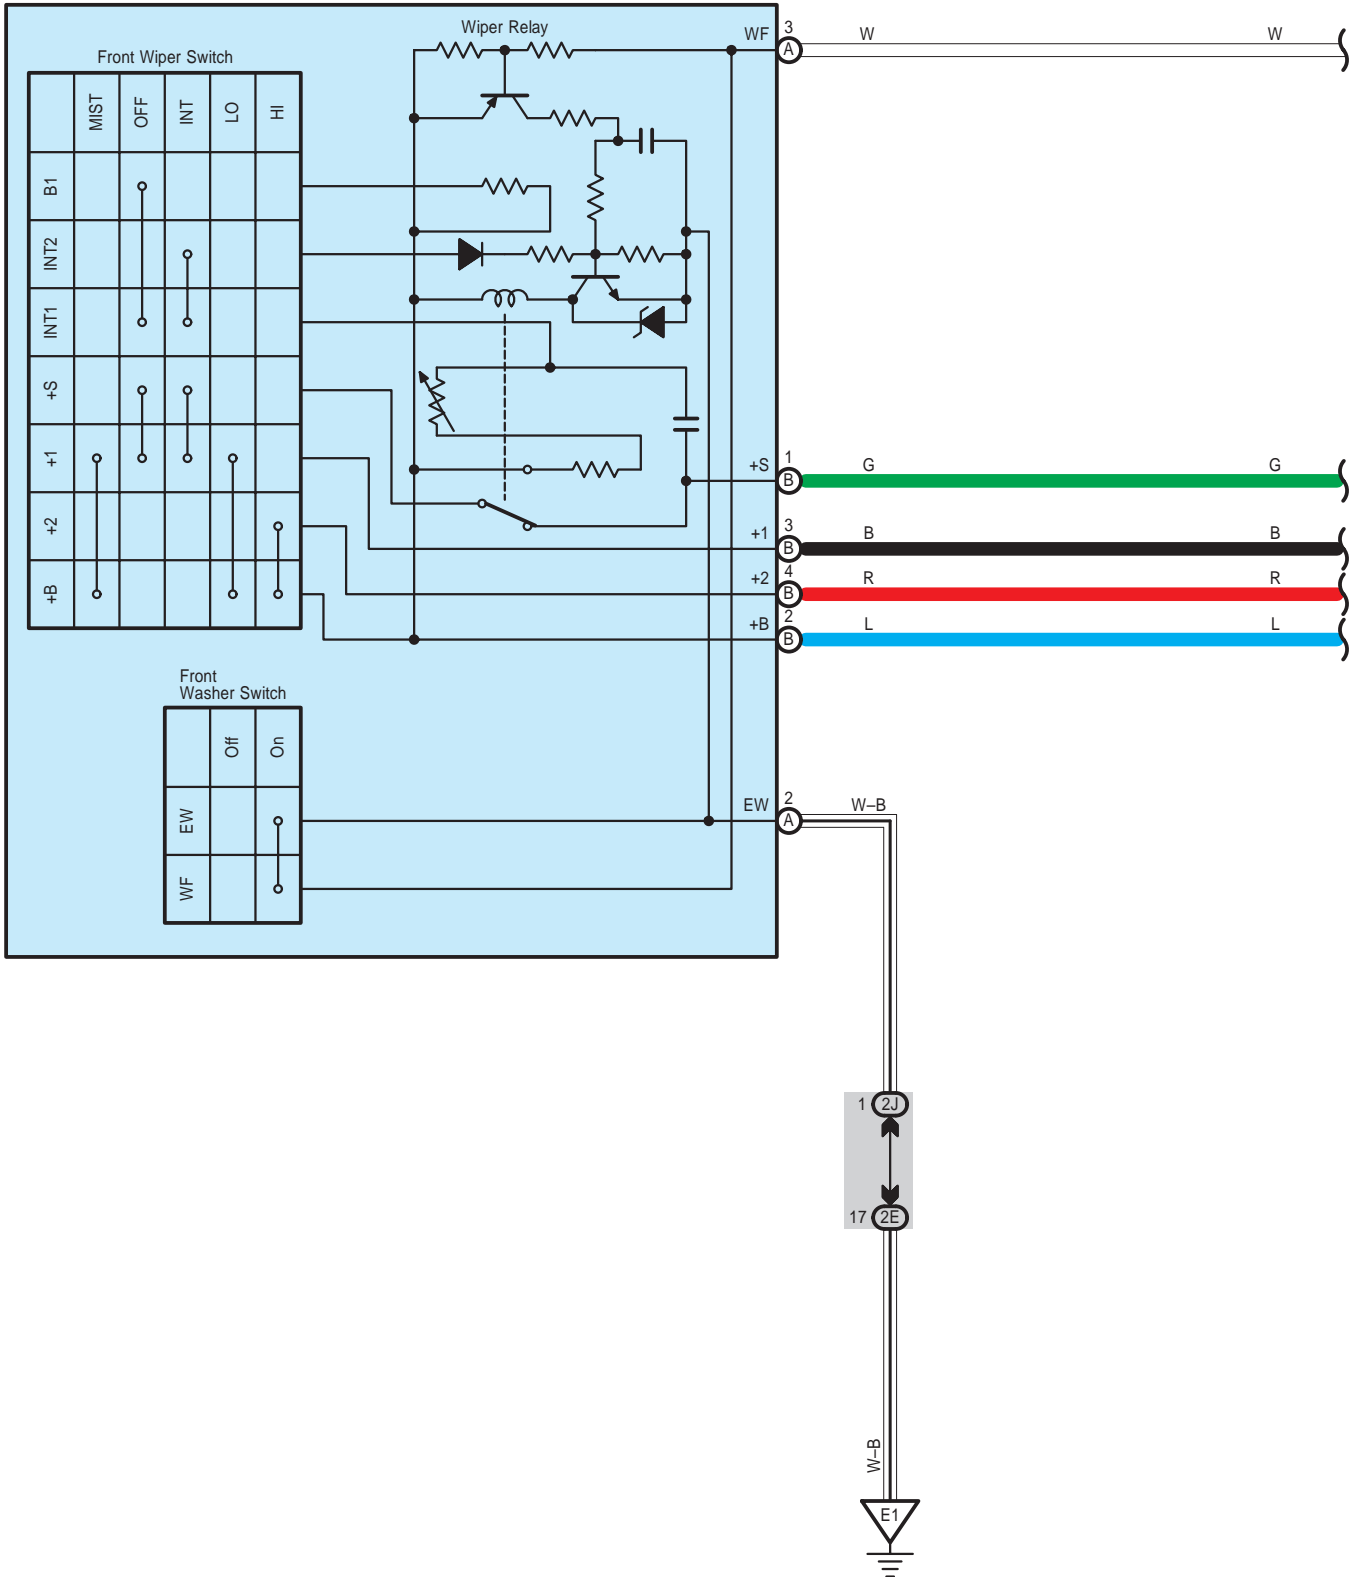 Wiper Relay
WF
3
A
W
W
Front Wiper Switch
MIST
OFF
INT
LO
HI
B1
INT2
INT1
+S
+1
+2
+B
+S
1
B
G
G
+1
3
B
B
B
+2
4
B
R
R
+B
2
B
L
L
Front
Washer Switch
Off
On
EW
WF
EW
2
A
W–B
1
2J
17
2E
W–B
E1